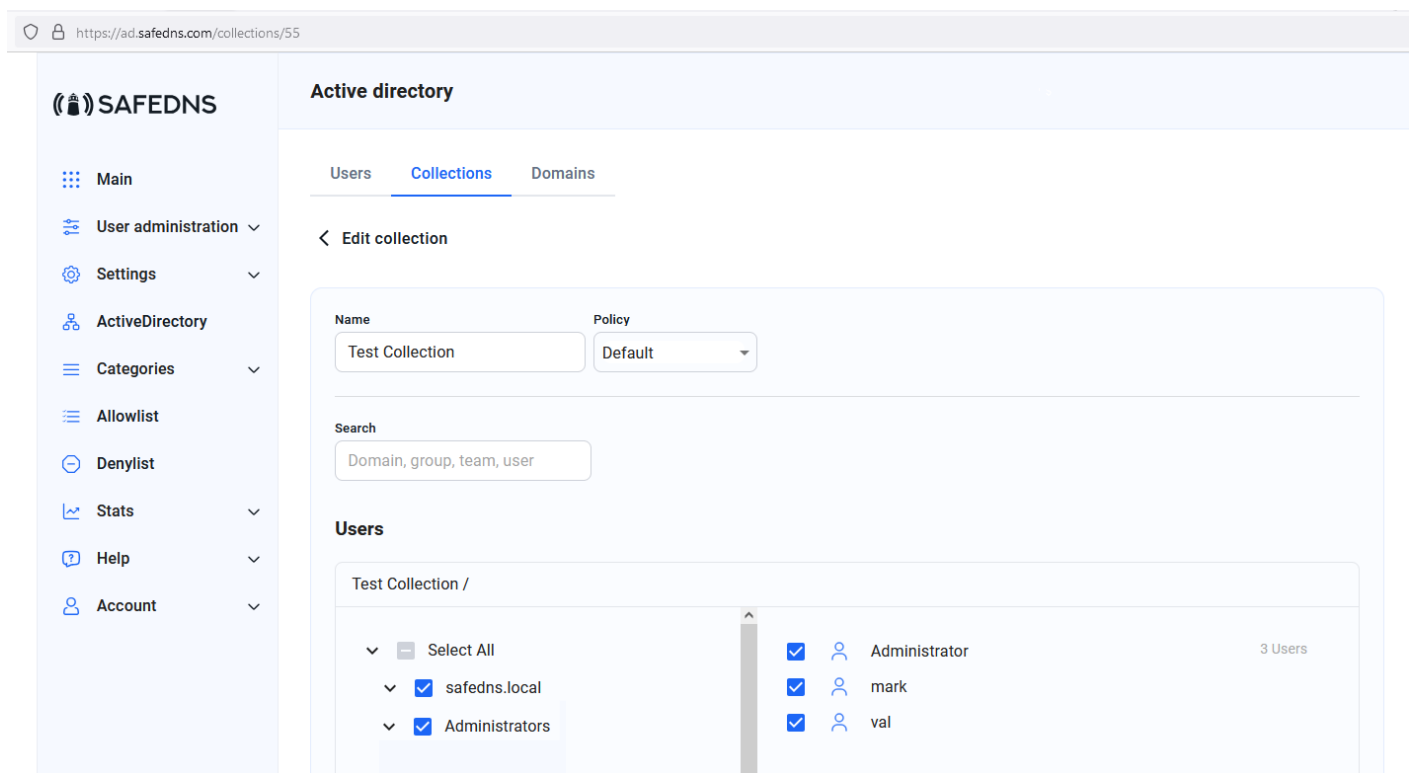 https://ad.safedns.com/collections/55
SAFEDNS
Active directory
Main
User administration
Settings
ActiveDirectory
Categories
Allowlist
Denylist
Stats
Help
Account
Users Collections Domains
Edit collection
Name Policy
Test Collection Default
Search
Domain, group, team, user
Users
Test Collection /
Select All
safedns.local
Administrators
Administrator 3 Users
mark
val